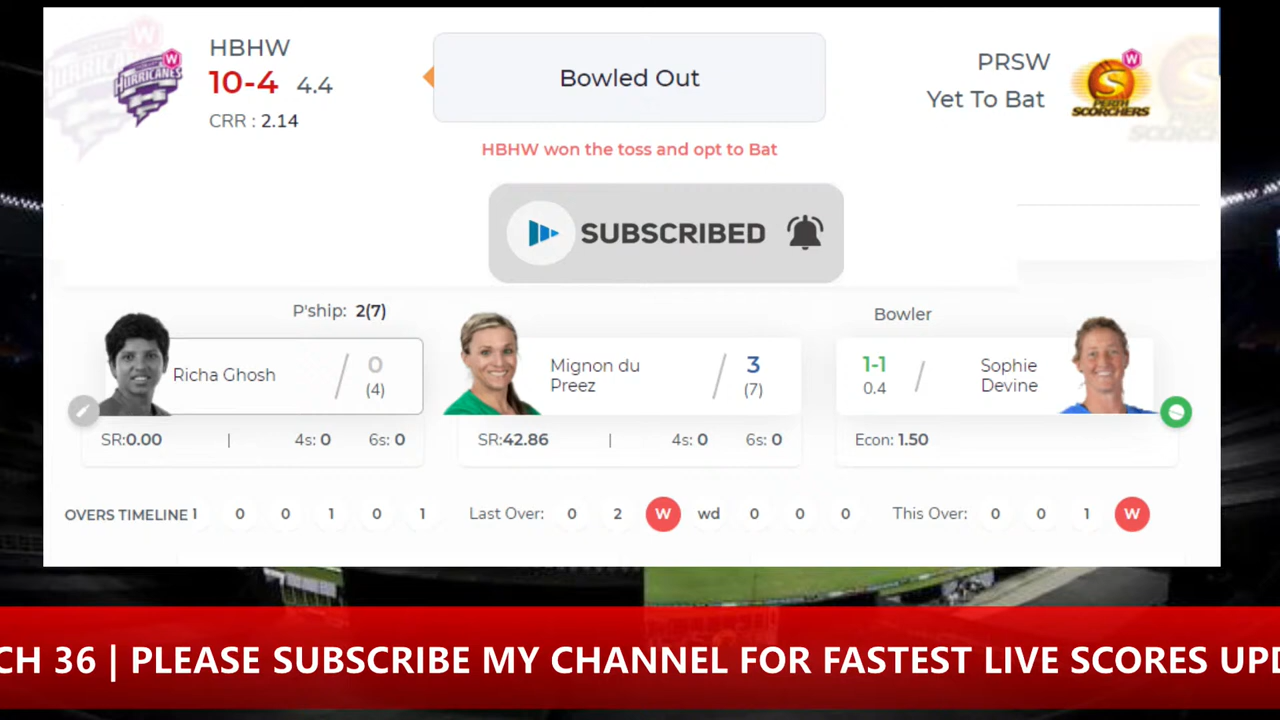 HBHW
10-4 4.4
CRR : 2.14
HURRICANES
W
Bowled Out
HBHW won the toss and opt to Bat
PRSW
Yet To Bat
W
PERTH
SCORCHERS
SUBSCRIBED
P'ship: 2(7)
Richa Ghosh / 0
(4)
SR:0.00 | 4s: 0 6s: 0
Mignon du
Preez / 3
(7)
SR:42.86 | 4s: 0 6s: 0
Bowler
1-1
0.4 / Sophie
Devine
Econ: 1.50
OVERS TIMELINE 1 0 0 1 0 1 Last Over: 0 2 W wd 0 0 0 This Over: 0 0 1 W
CH 36 | PLEASE SUBSCRIBE MY CHANNEL FOR FASTEST LIVE SCORES UPD